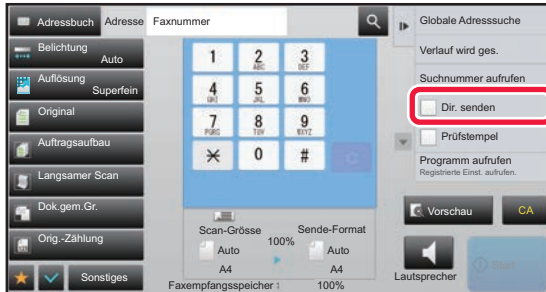 Adressbuch
Adresse
Faxnummer
Globale Adresssuche
Belichtung
Auto
Verlauf wird ges.
Auflösung
Superfein
Suchnummer aufrufen
Original
Dir. senden
Auftragsaufbau
Prüfstempel
Langsamer Scan
Programm aufrufen
Registrierte Einst. aufrufen.
Dok.gem.Gr.
Orig.-Zählung
Sonstiges
1 2 ABC 3 DEF
4 GHI 5 JKL 6 MNO
7 PQRS 8 TUV 9 WXYZ
0 #
C
Scan-Grösse
100%
Sende-Format
Auto
Auto
A4
A4
Faxempfangsspeicher :
100%
Vorschau
CA
Lautsprecher
Start